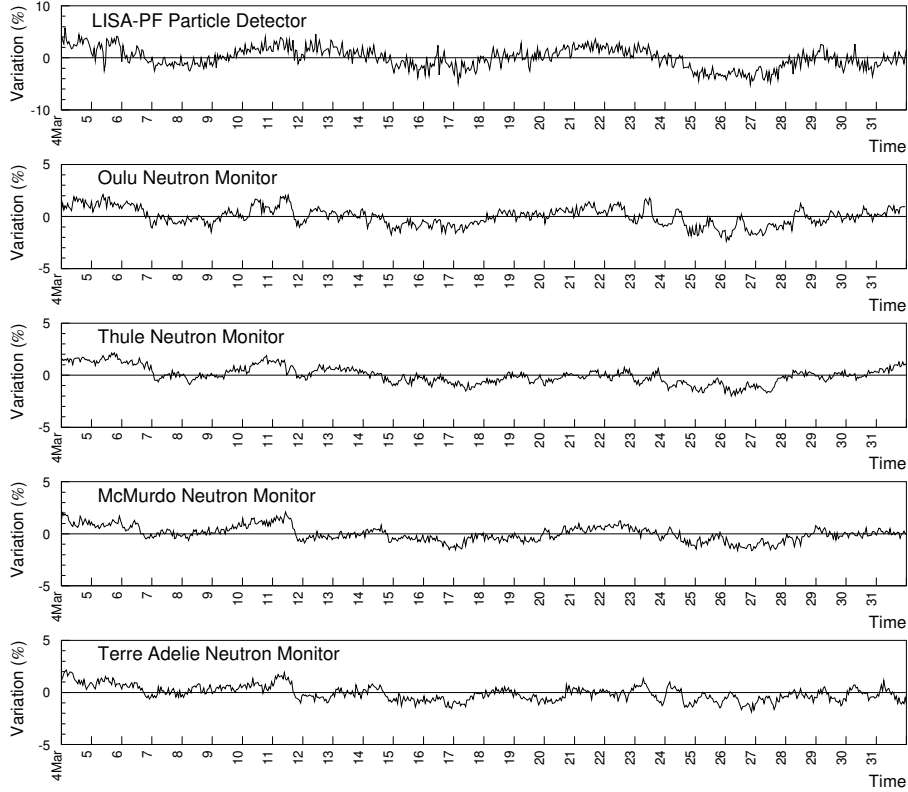 LISA-PF Particle Detector
Variation (%)
10
0
-10
4Mar 5 6 7 8 9 10 11 12 13 14 15 16 17 18 19 20 21 22 23 24 25 26 27 28 29 30 31
Time
Oulu Neutron Monitor
Variation (%)
5
0
-5
4Mar 5 6 7 8 9 10 11 12 13 14 15 16 17 18 19 20 21 22 23 24 25 26 27 28 29 30 31
Time
Thule Neutron Monitor
Variation (%)
5
0
-5
4Mar 5 6 7 8 9 10 11 12 13 14 15 16 17 18 19 20 21 22 23 24 25 26 27 28 29 30 31
Time
McMurdo Neutron Monitor
Variation (%)
5
0
-5
4Mar 5 6 7 8 9 10 11 12 13 14 15 16 17 18 19 20 21 22 23 24 25 26 27 28 29 30 31
Time
Terre Adelie Neutron Monitor
Variation (%)
5
0
-5
4Mar 5 6 7 8 9 10 11 12 13 14 15 16 17 18 19 20 21 22 23 24 25 26 27 28 29 30 31
Time